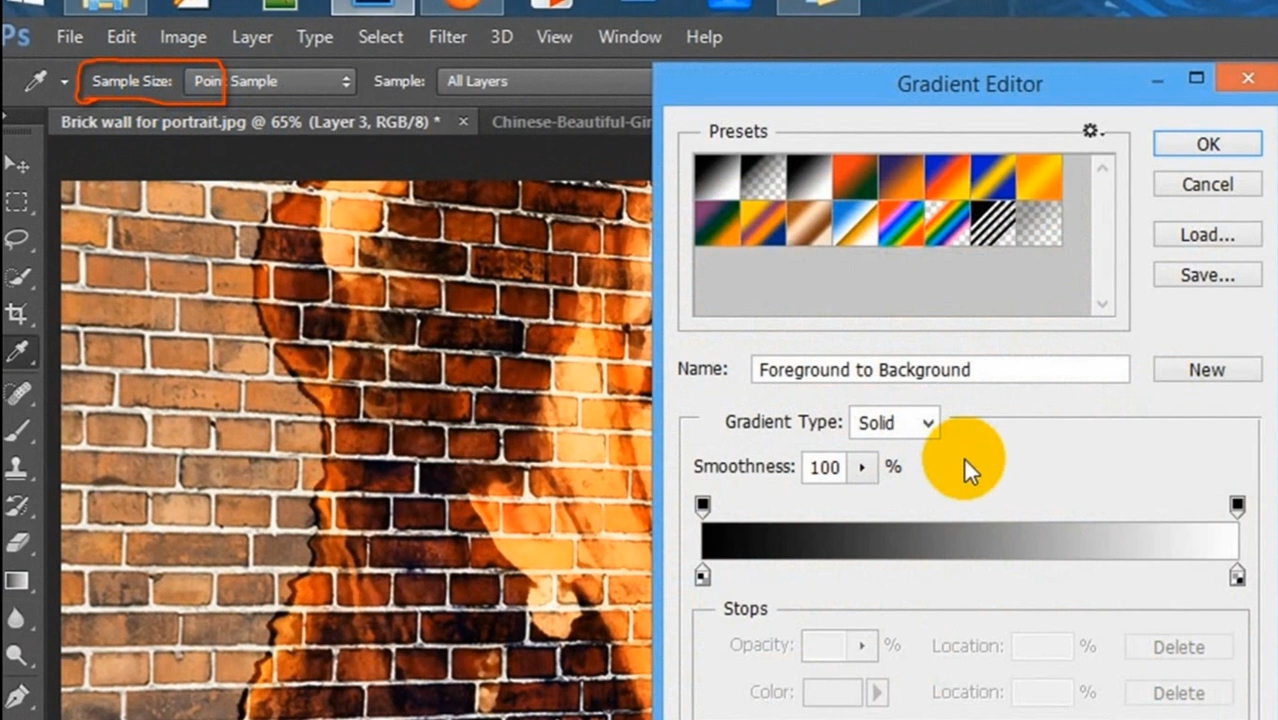 Ps File Edit Image Layer Type Select Filter 3D View Window Help
Sample Size: Point Sample Sample: All Layers
Gradient Editor
Brick wall for portrait.jpg @ 65% (Layer 3, RGB/8) * × Chinese-Beautiful-Gir
Presets
OK
Cancel
Load...
Save...
Name: Foreground to Background New
Gradient Type: Solid
Smoothness: 100 %
Stops
Opacity: % Location: % Delete
Color: Location: % Delete